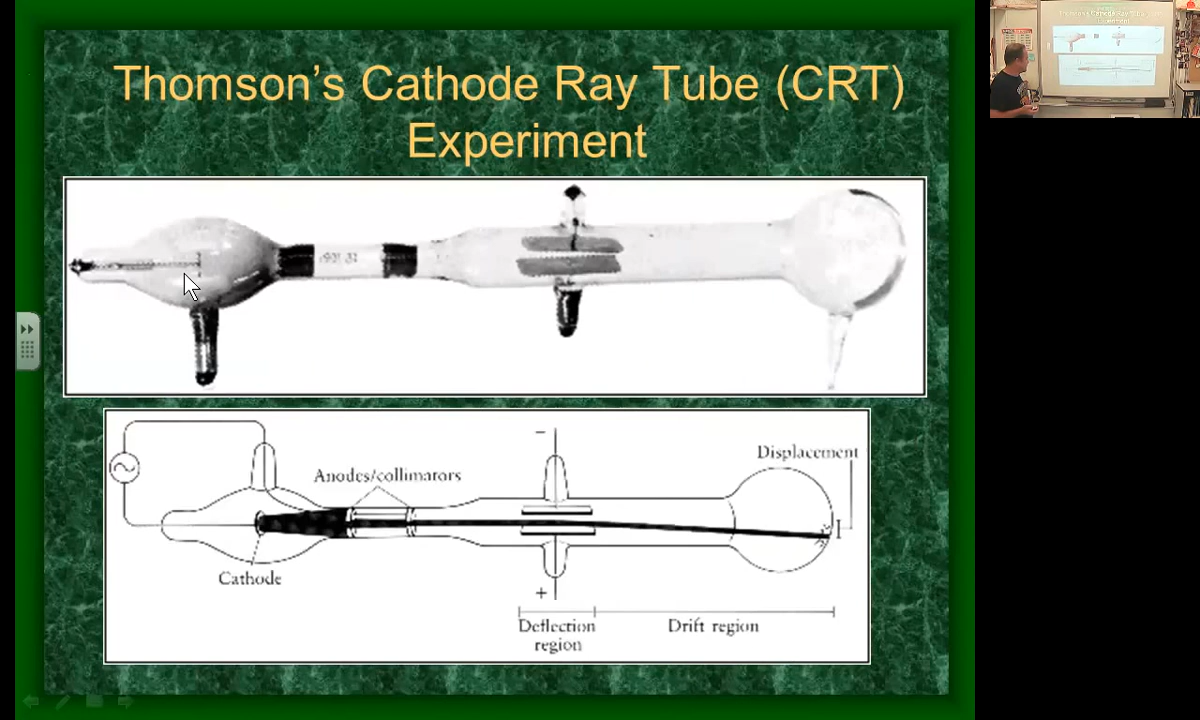 Thomson's Cathode Ray Tube (CRT)
Experiment
Anodes/collimators
−
Displacement
Cathode
+
Deflection
region
Drift region